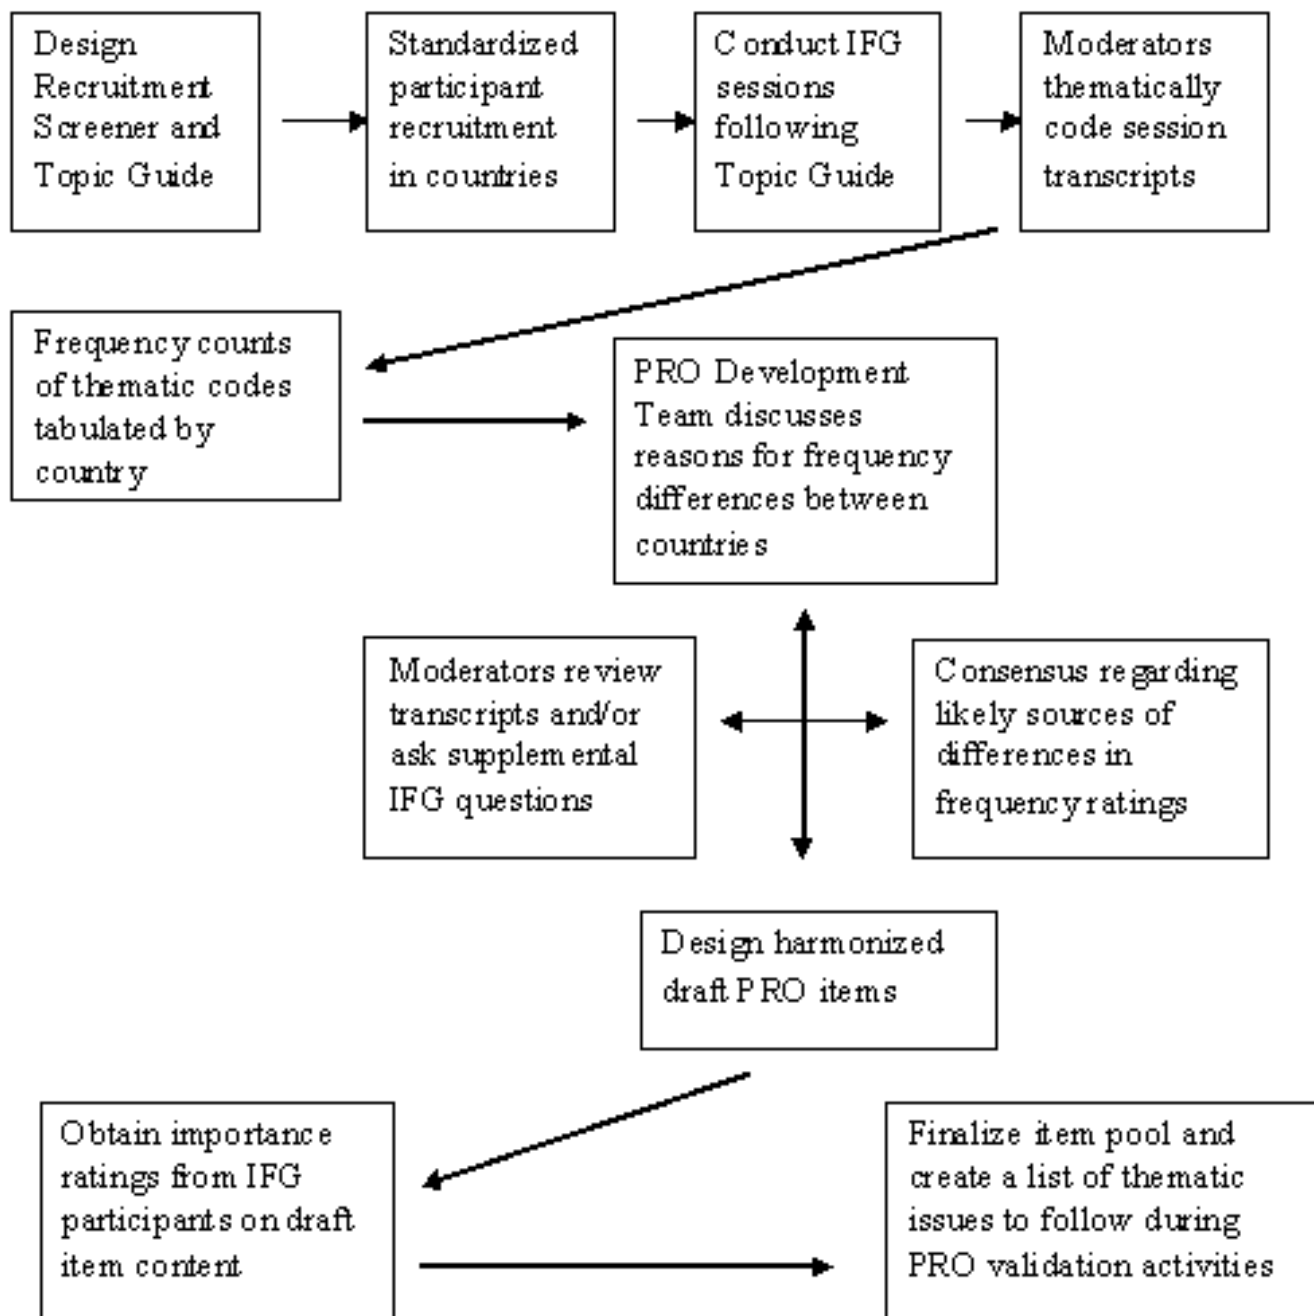 Design
Recruitment
Screener and
Topic Guide
Standardized
participant
recruitment
in countries
Conduct IFG
sessions
following
Topic Guide
Moderators
thematically
code session
transcripts
Frequency counts
of thematic codes
tabulated by
country
PRO Development
Team discusses
reasons for frequency
differences between
countries
Moderators review
transcripts and/or
ask supplemental
IFG questions
Consensus regarding
likely sources of
differences in
frequency ratings
Design harmonized
draft PRO items
Obtain importance
ratings from IFG
participants on draft
item content
Finalize item pool and
create a list of thematic
issues to follow during
PRO validation activities